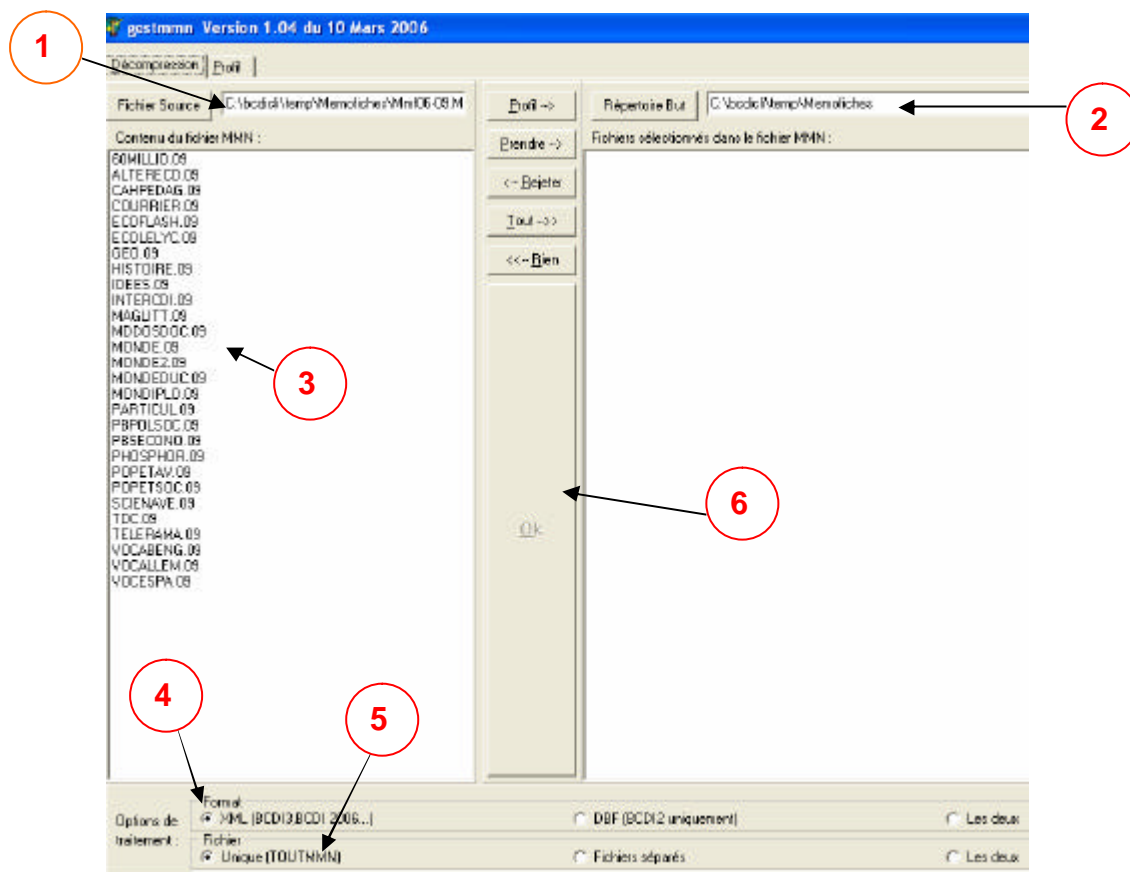 gestmmn Version 1.04 du 10 Mars 2006
1
Décompression
Profil
Fichier Source
C:\bcdicli\temp\Memofiches\Mml06-09.M
Profil ->
Répertoire But
C:\bcdicli\temp\Memofiches
2
Contenu du fichier MMN :
Prendre ->
Fichiers sélectionnés dans le fichier MMN :
<- Rejeter
Tout ->>
<<- Rien
60MILLIO.09
ALTERECO.09
CAHPEDAG.09
COURRIER.09
ECOFLASH.09
ECOLELYC.09
GEO.09
HISTOIRE.09
IDEES.09
INTERCDI.09
MAGLITT.09
MDDOSDOC.09
MONDE.09
MONDE2.09
MONDEDUC.09
MONDIPLO.09
PARTICUL.09
PBPOLSOC.09
PBSECONO.09
PHOSPHOR.09
POPETAV.09
POPETSOC.09
SCIENAVE.09
TDC.09
TELERAMA.09
VOCABENG.09
VOCALLEM.09
VOCESPA.09
3
6
Ok
4
5
Options de traitement :
Format
XML (BCDI3,BCDI 2006...)
DBF (BCDI2 uniquement)
Les deux
Fichier
Unique (TOUTMMN)
Fichiers séparés
Les deux